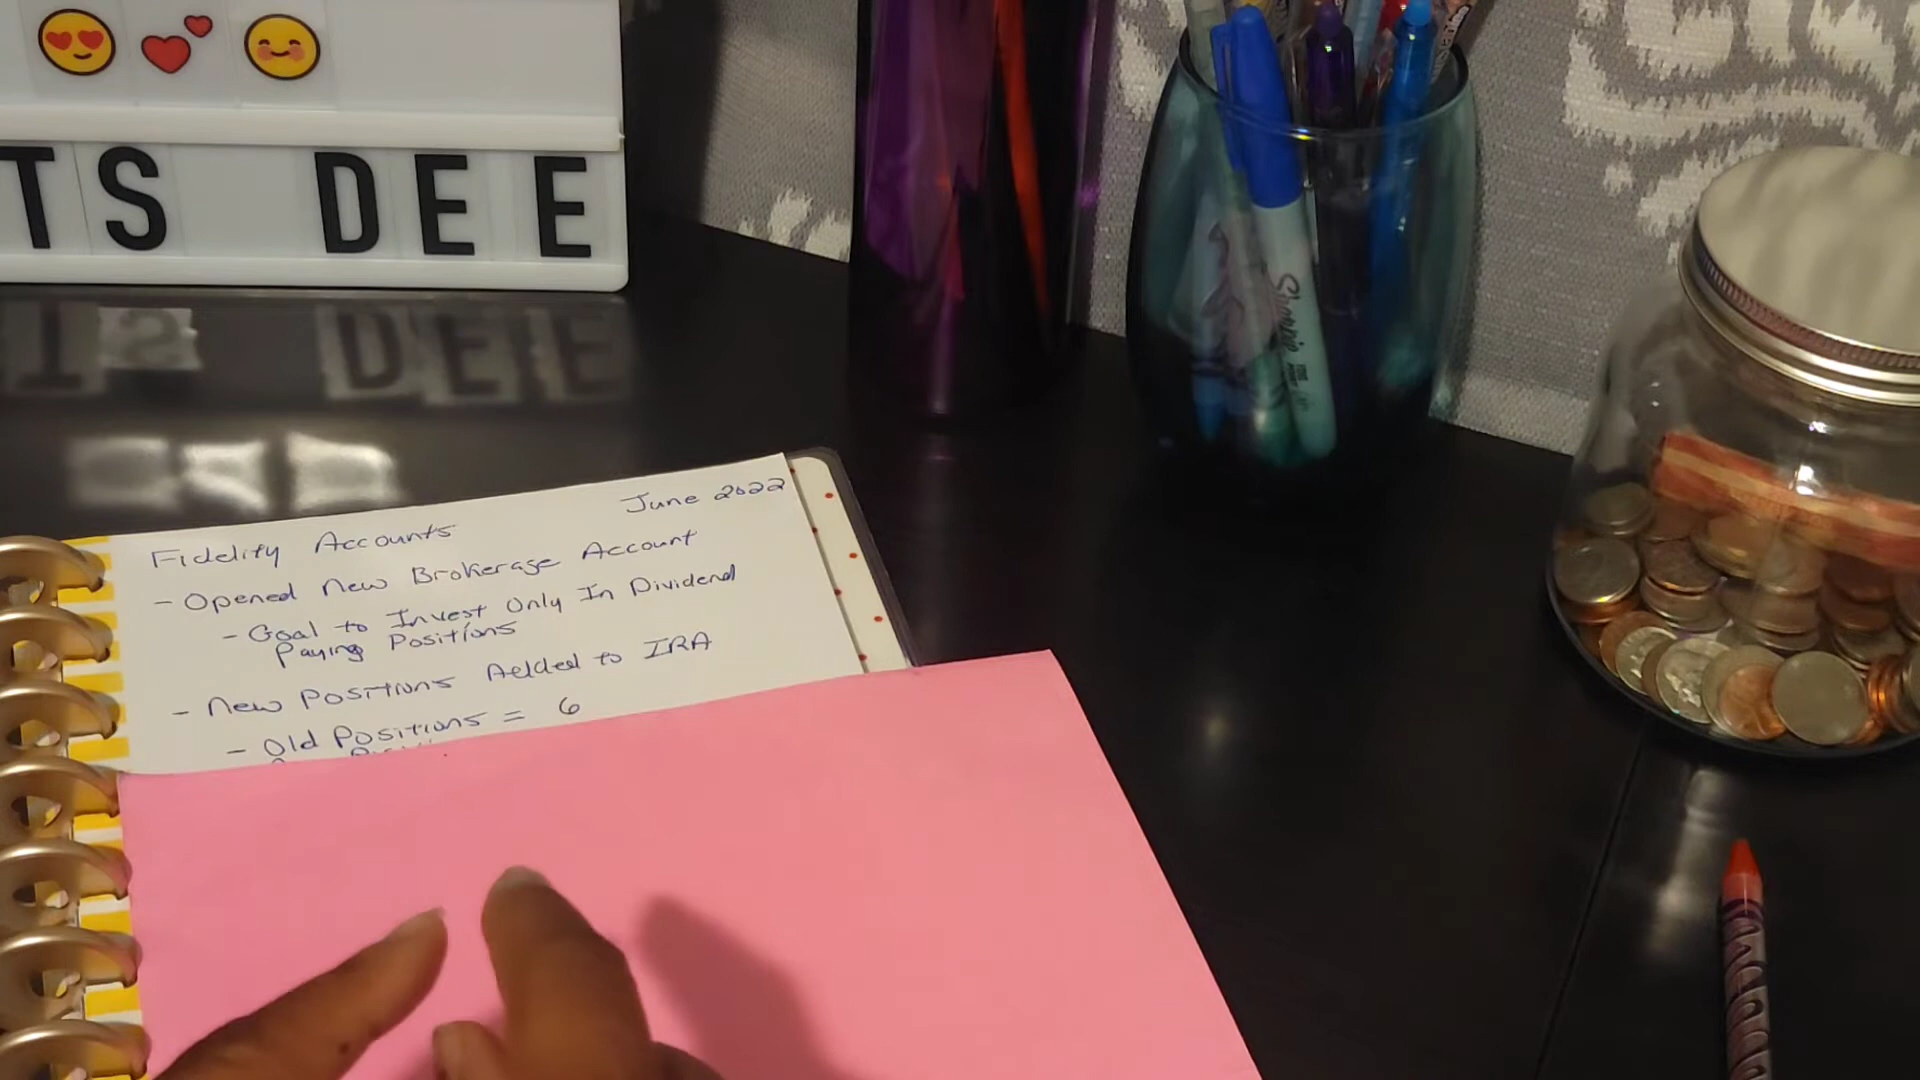 TS DEE
June 2022
Fidelity Accounts
- Opened New Brokerage Account
- Goal to Invest Only In Dividend
Paying Positions
- New Positions Added to IRA
- Old Positions = 6
Sharpie